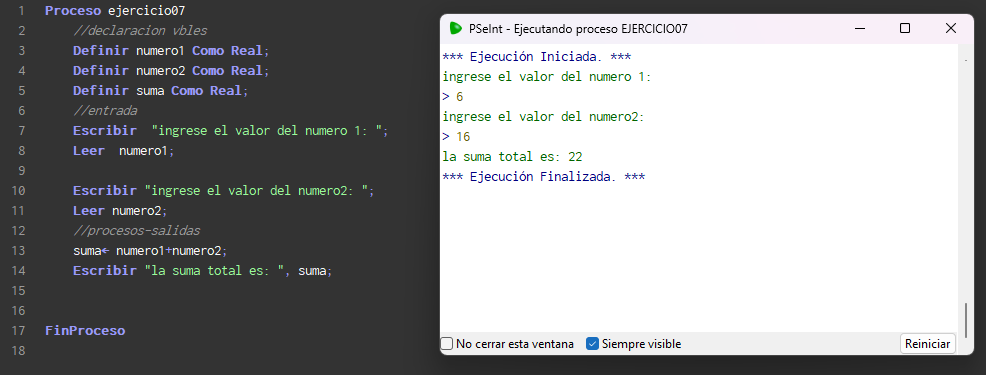 1 Proceso ejercicio07
2 //declaracion vbles
3 Definir numero1 Como Real;
4 Definir numero2 Como Real;
5 Definir suma Como Real;
6 //entrada
7 Escribir  "ingrese el valor del numero 1: ";
8 Leer  numero1;
9
10 Escribir "ingrese el valor del numero2: ";
11 Leer numero2;
12 //procesos-salidas
13 suma← numero1+numero2;
14 Escribir "la suma total es: ", suma;
15
16
17 FinProceso
18
PSeInt - Ejecutando proceso EJERCICIO07
*** Ejecución Iniciada. ***
ingrese el valor del numero 1:
> 6
ingrese el valor del numero2:
> 16
la suma total es: 22
*** Ejecución Finalizada. ***
No cerrar esta ventana
Siempre visible
Reiniciar